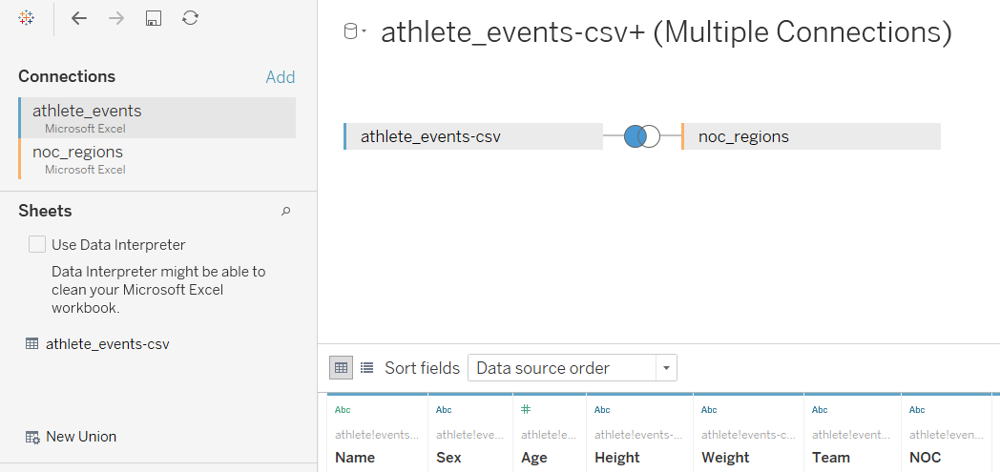 athlete_events-csv+ (Multiple Connections)
Connections
Add
athlete_events
Microsoft Excel
noc_regions
Microsoft Excel
athlete_events-csv
noc_regions
Sheets
Use Data Interpreter
Data Interpreter might be able to
clean your Microsoft Excel
workbook.
athlete_events-csv
New Union
Sort fields
Data source order
Abc
Abc
#
Abc
Abc
Abc
Abc
athlete!events...
athlete!eve...
athlete!e...
athlete!events-...
athlete!events-c...
athlete!event...
athlete!even...
Name
Sex
Age
Height
Weight
Team
NOC